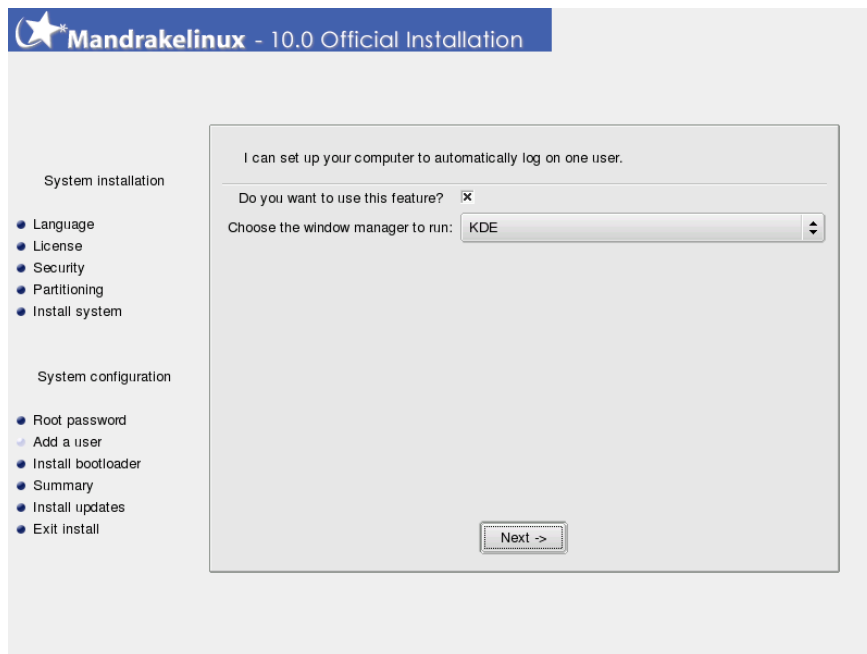 Mandrakelinux - 10.0 Official Installation
I can set up your computer to automatically log on one user.
Do you want to use this feature?
Choose the window manager to run: KDE
Next ->
System installation
Language
License
Security
Partitioning
Install system
System configuration
Root password
Add a user
Install bootloader
Summary
Install updates
Exit install